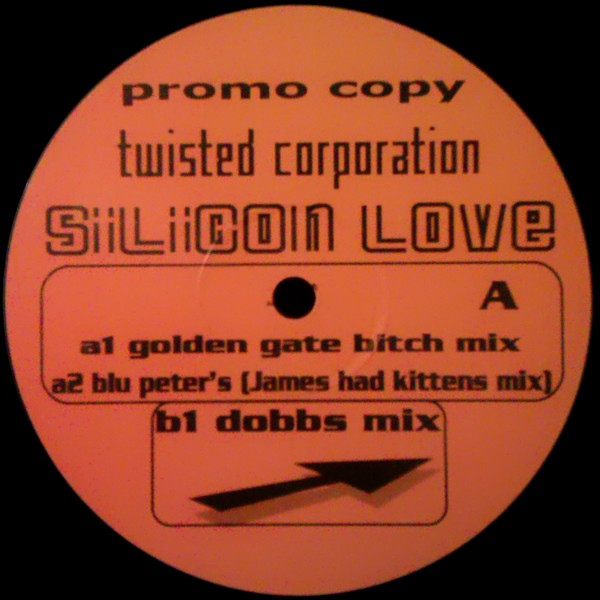 promo copy
twisted corporation
SiLiCON LOVe
A
a1 golden gate bitch mix
a2 blu peter's (James had kittens mix)
b1 dobbs mix